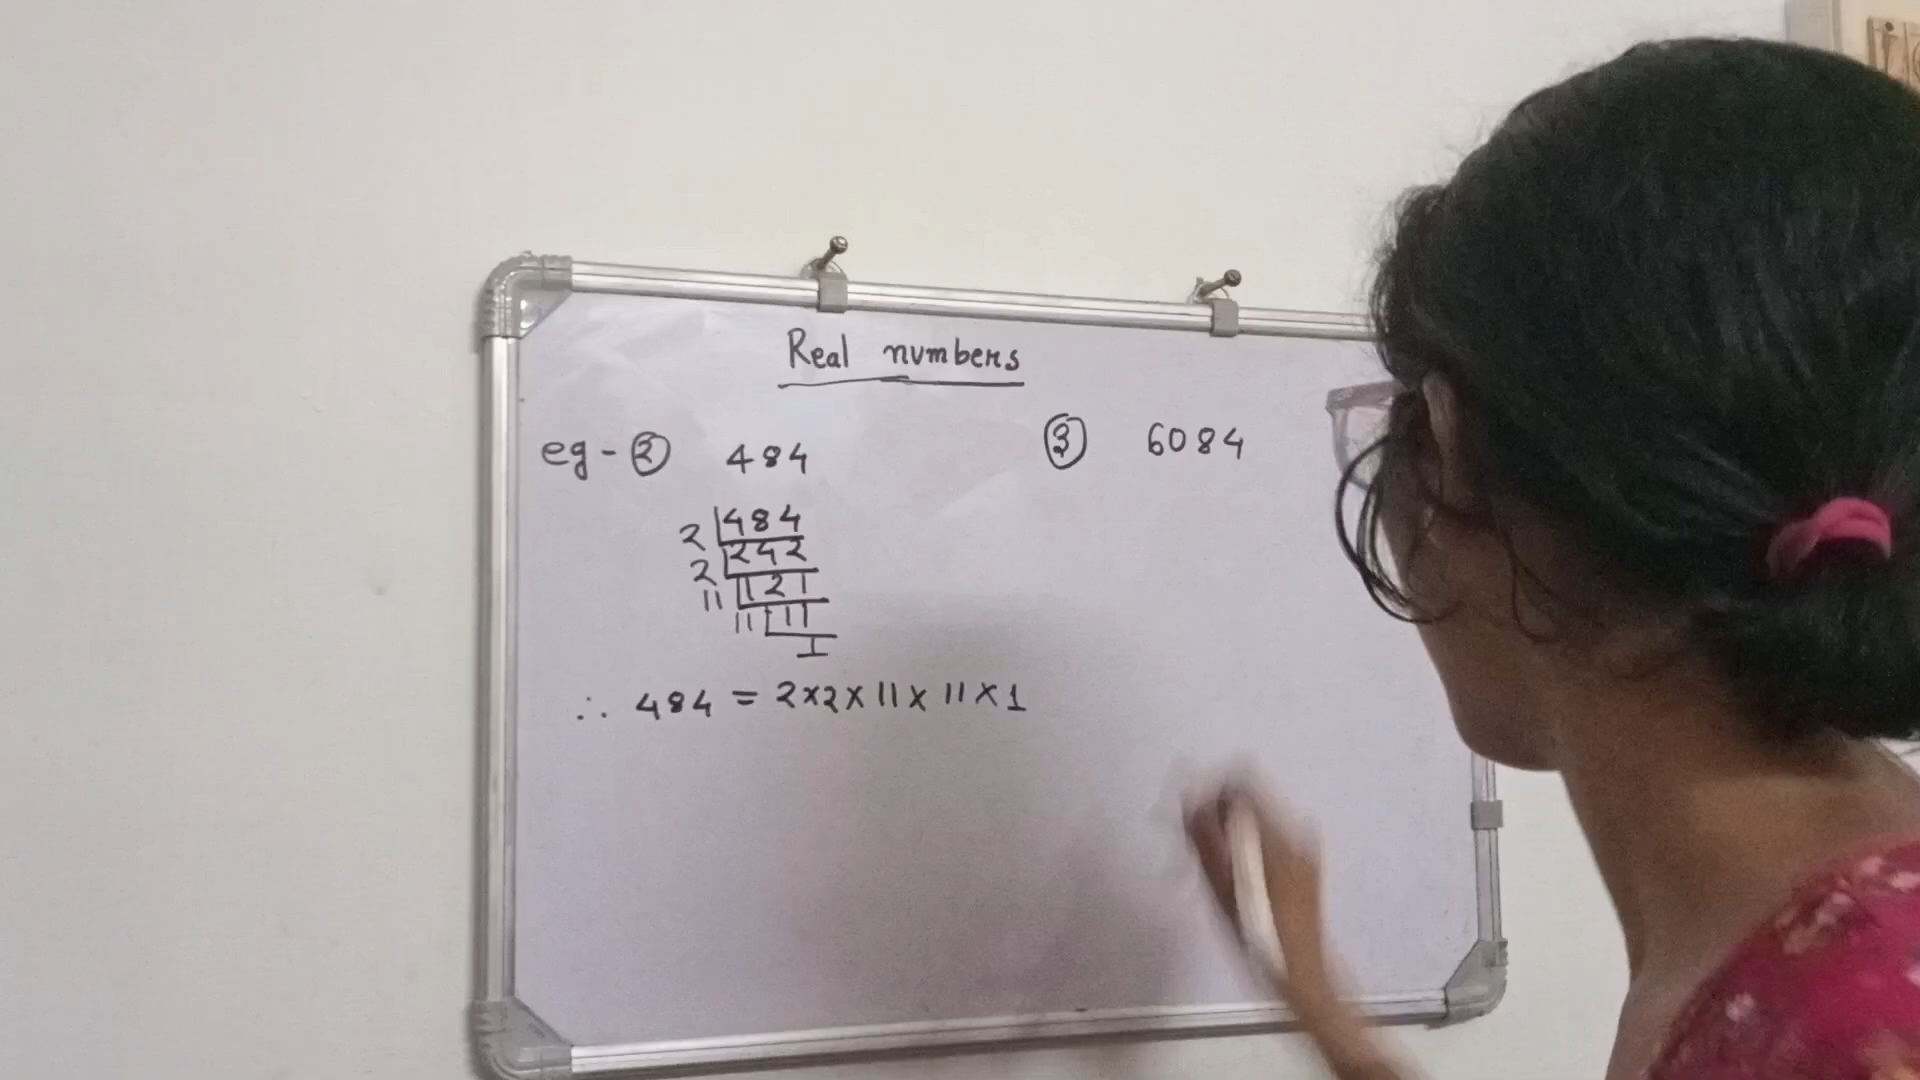 Real numbers
eg - ② 484
2 484
2 242
11 121
11 11
1
∴ 484 = 2×2×11×11×1
③ 6084